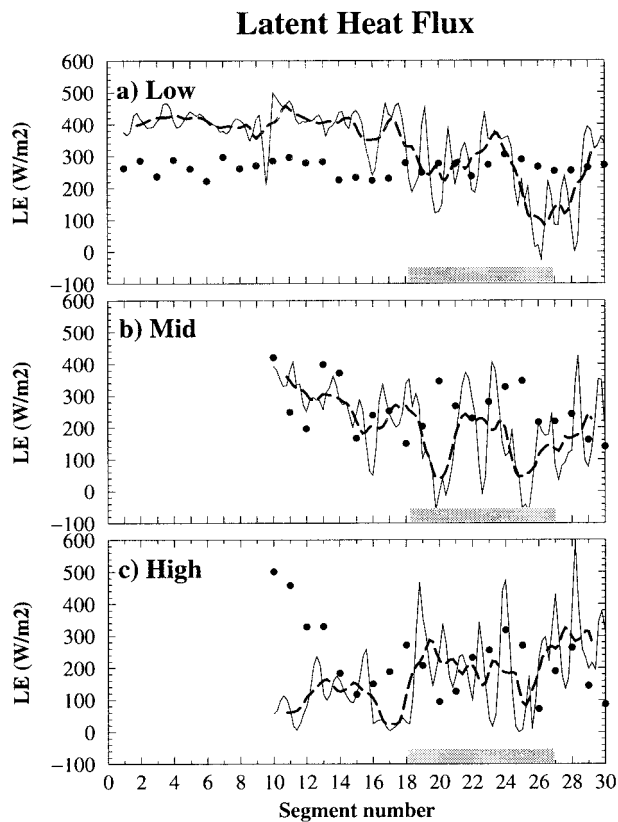 Latent Heat Flux
a) Low
LE (W/m2)
600
500
400
300
200
100
0
−100
b) Mid
LE (W/m2)
600
500
400
300
200
100
0
−100
c) High
LE (W/m2)
600
500
400
300
200
100
0
−100
0 2 4 6 8 10 12 14 16 18 20 22 24 26 28 30
Segment number